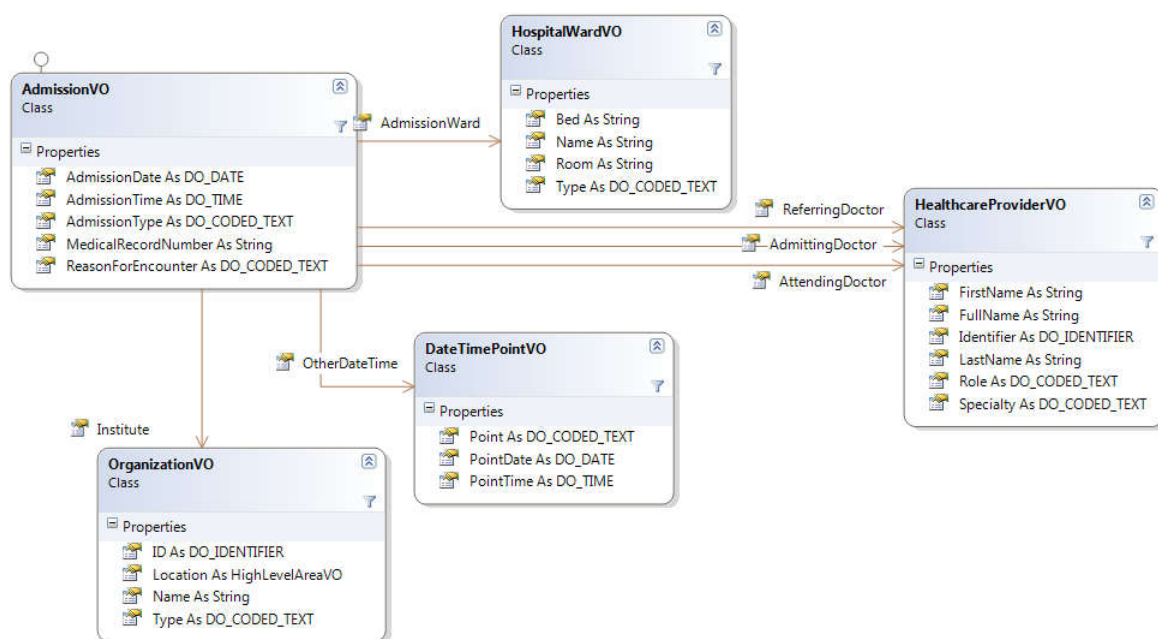 HospitalWardVO
Class
Properties
Bed As String
Name As String
Room As String
Type As DO_CODED_TEXT
AdmissionVO
Class
Properties
AdmissionDate As DO_DATE
AdmissionTime As DO_TIME
AdmissionType As DO_CODED_TEXT
MedicalRecordNumber As String
ReasonForEncounter As DO_CODED_TEXT
AdmissionWard
ReferringDoctor
AdmittingDoctor
AttendingDoctor
HealthcareProviderVO
Class
Properties
FirstName As String
FullName As String
Identifier As DO_IDENTIFIER
LastName As String
Role As DO_CODED_TEXT
Specialty As DO_CODED_TEXT
OtherDateTime
DateTimePointVO
Class
Properties
Point As DO_CODED_TEXT
PointDate As DO_DATE
PointTime As DO_TIME
Institute
OrganizationVO
Class
Properties
ID As DO_IDENTIFIER
Location As HighLevelAreaVO
Name As String
Type As DO_CODED_TEXT